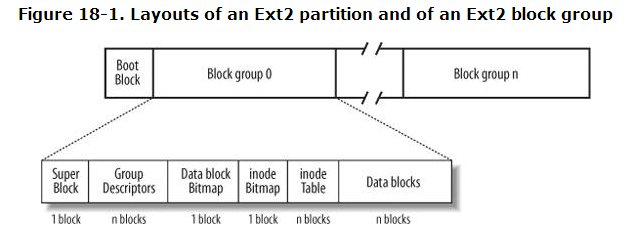 Figure 18-1. Layouts of an Ext2 partition and of an Ext2 block group
Boot
Block
Block group 0
Block group n
Super
Block
Group
Descriptors
Data block
Bitmap
inode
Bitmap
inode
Table
Data blocks
1 block
n blocks
1 block
1 block
n blocks
n blocks